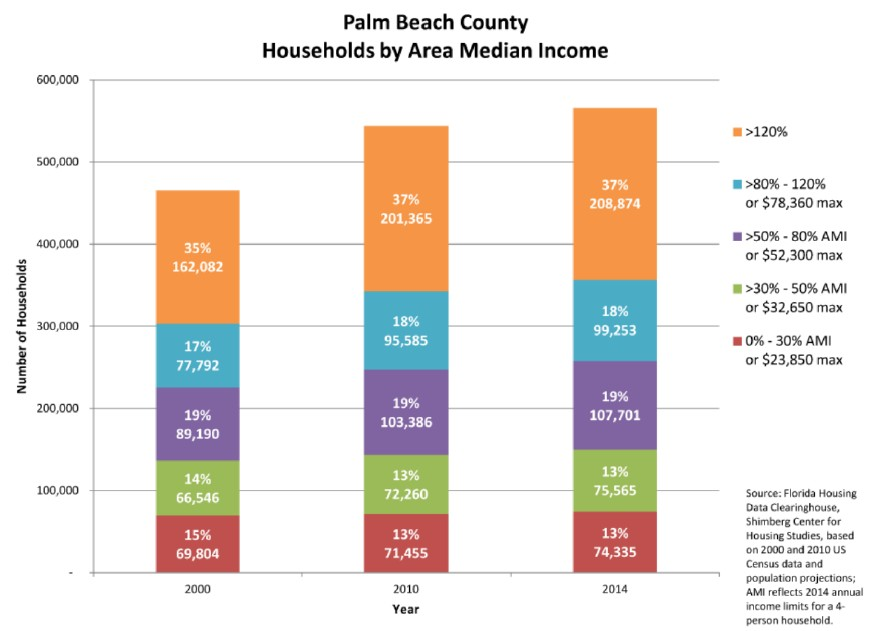 Palm Beach County
Households by Area Median Income
600,000
500,000
400,000
300,000
200,000
100,000
-
Number of Households
35%
162,082
17%
77,792
19%
89,190
14%
66,546
15%
69,804
37%
201,365
18%
95,585
19%
103,386
13%
72,260
13%
71,455
37%
208,874
18%
99,253
19%
107,701
13%
75,565
13%
74,335
2000
2010
2014
Year
>120%
>80% - 120%
or $78,360 max
>50% - 80% AMI
or $52,300 max
>30% - 50% AMI
or $32,650 max
0% - 30% AMI
or $23,850 max
Source: Florida Housing
Data Clearinghouse,
Shimberg Center for
Housing Studies, based
on 2000 and 2010 US
Census data and
population projections;
AMI reflects 2014 annual
income limits for a 4-
person household.